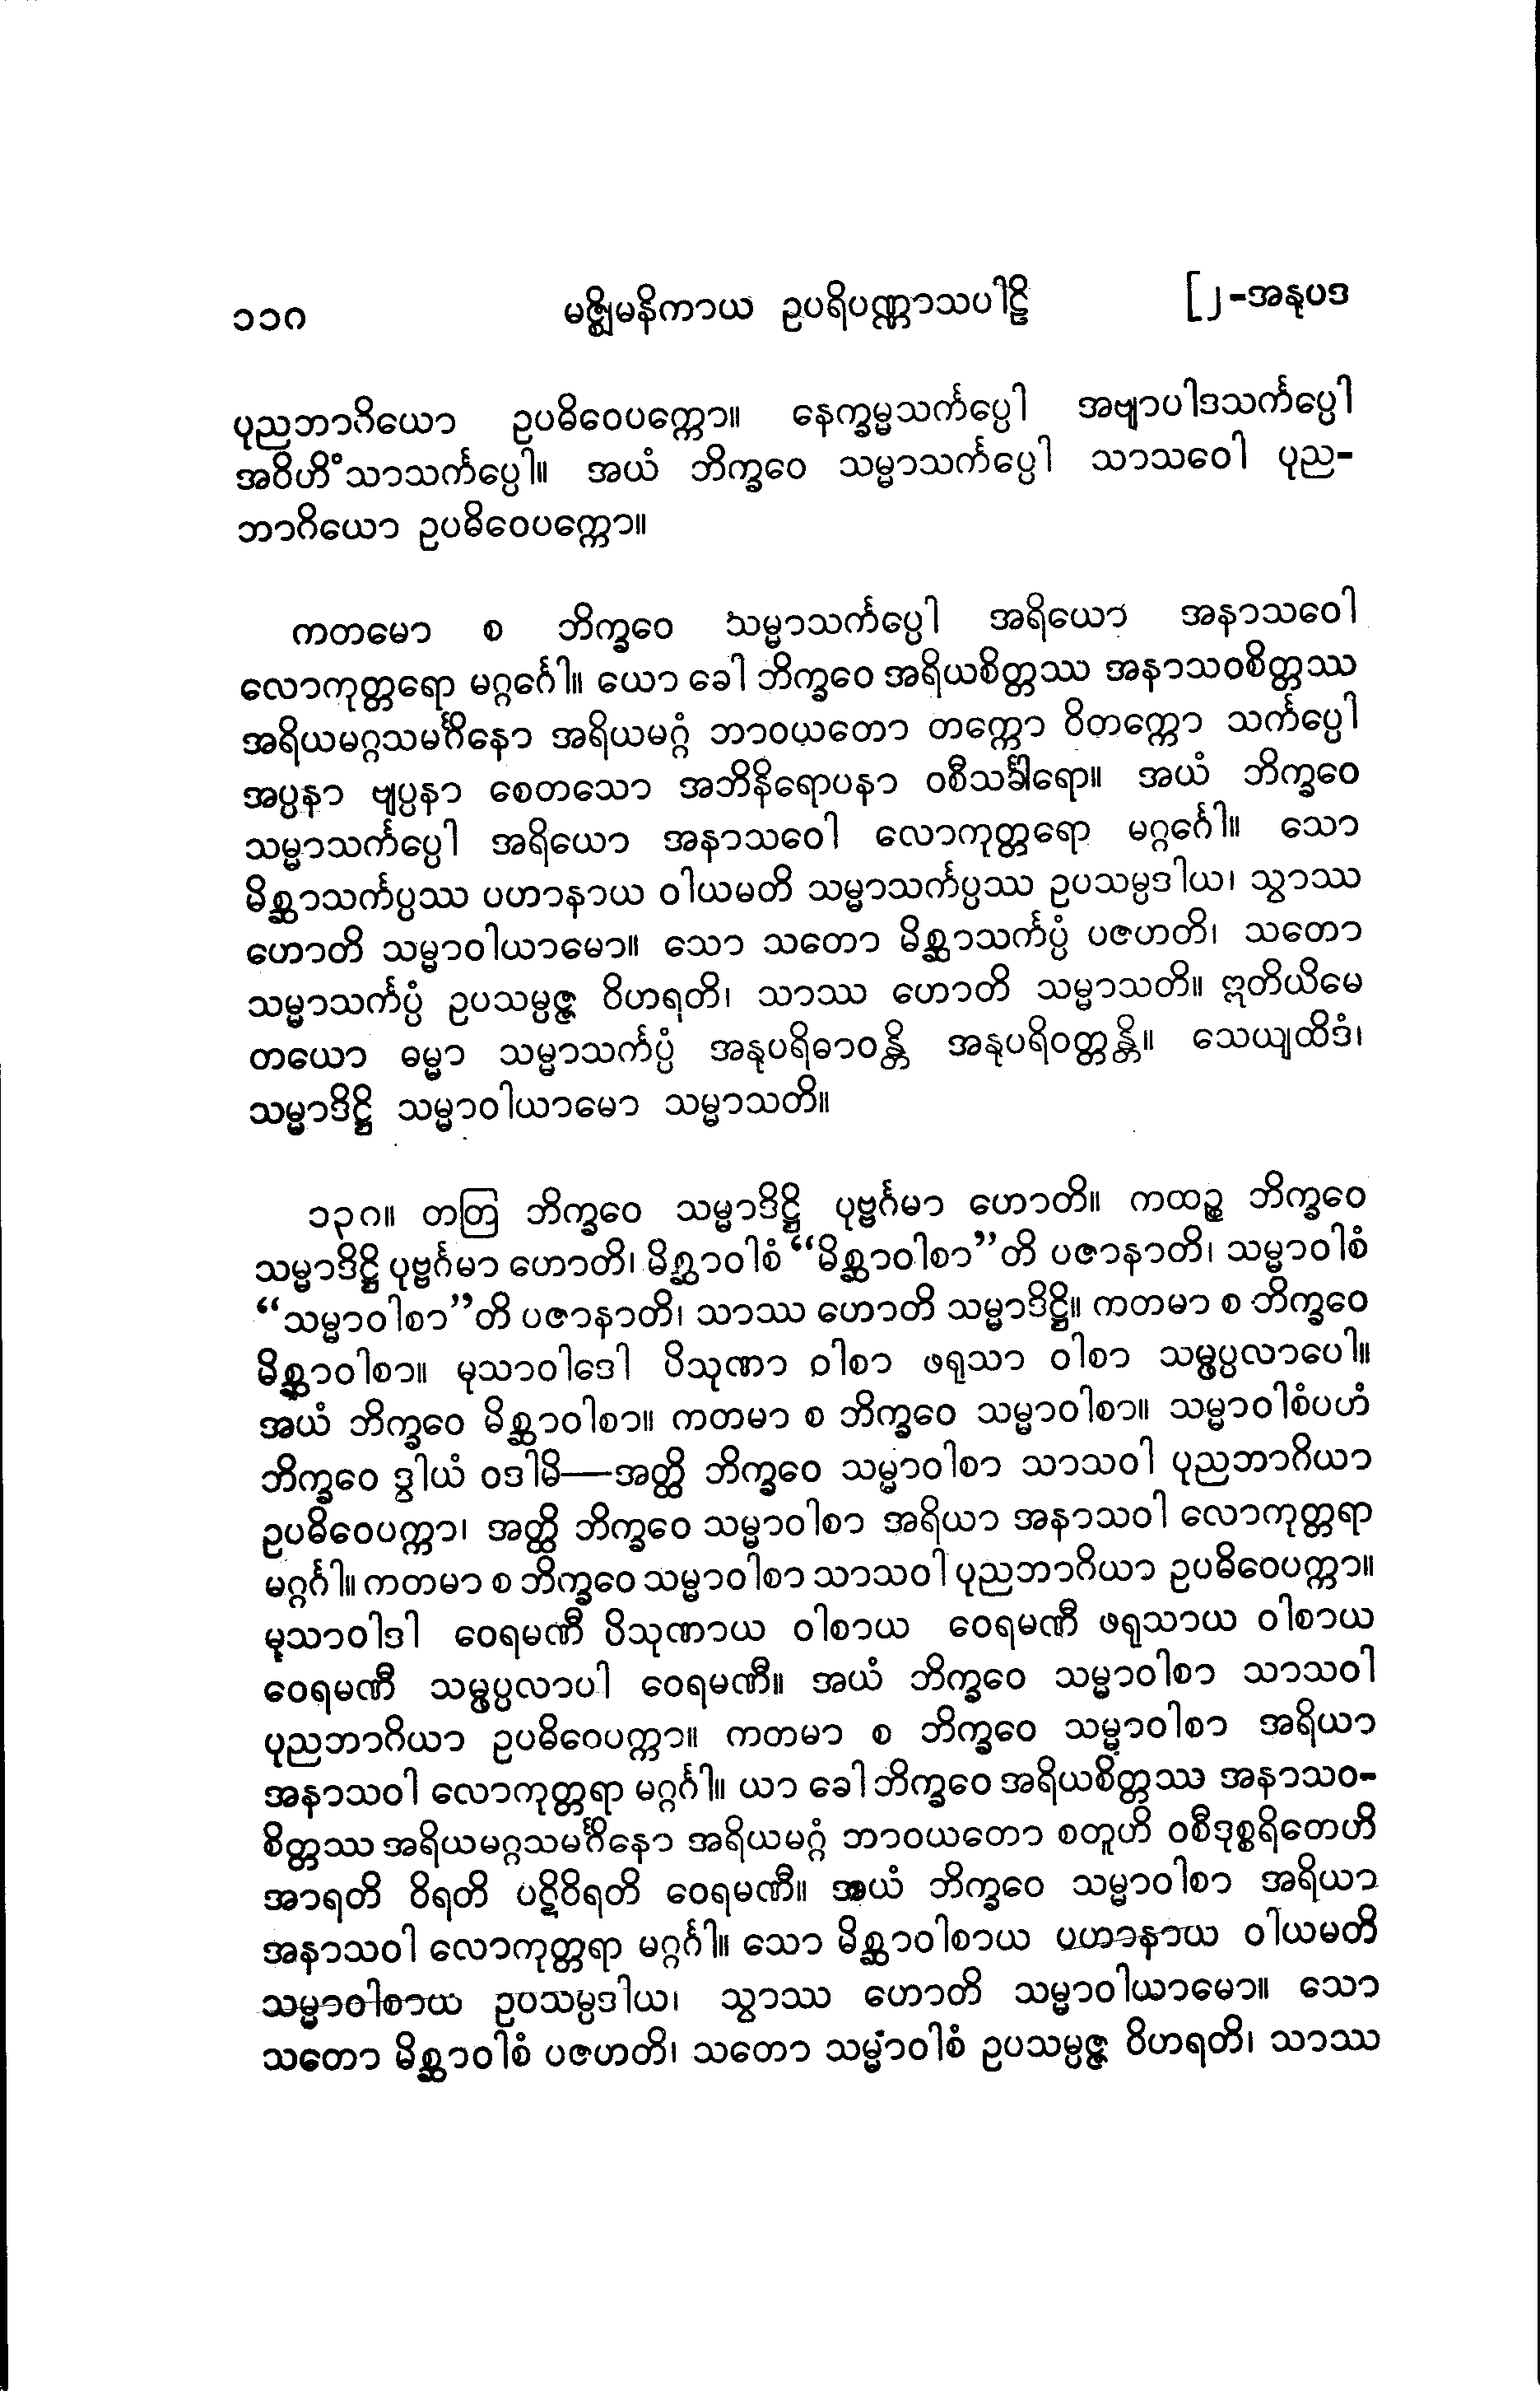 ၁၁၈ မဇ္ဈိမနိကာယ ဥပရိပဏ္ဏာသပါဠိ [၂-အနုပဒ
ပုညဘာဂိယော ဥပဓိဝေပက္ကော။ နေက္ခမ္မသင်္ကပ္ပေါ အဗျာပါဒသင်္ကပ္ပေါ
အဝိဟိံသာသင်္ကပ္ပေါ။ အယံ ဘိက္ခဝေ သမ္မာသင်္ကပ္ပေါ သာသဝေါ ပုည-
ဘာဂိယော ဥပဓိဝေပက္ကော။
ကတမော စ ဘိက္ခဝေ သမ္မာသင်္ကပ္ပေါ အရိယော အနာသဝေါ
လောကုတ္တရော မဂ္ဂင်္ဂေါ။ ယော ခေါ ဘိက္ခဝေ အရိယစိတ္တဿ အနာသဝစိတ္တဿ
အရိယမဂ္ဂသမင်္ဂိနော အရိယမဂ္ဂံ ဘာဝယတော တက္ကော ဝိတက္ကော သင်္ကပ္ပေါ
အပ္ပနာ ဗျပ္ပနာ စေတသော အဘိနိရောပနာ ဝစီသင်္ခါရော။ အယံ ဘိက္ခဝေ
သမ္မာသင်္ကပ္ပေါ အရိယော အနာသဝေါ လောကုတ္တရော မဂ္ဂင်္ဂေါ။ သော
မိစ္ဆာသင်္ကပ္ပဿ ပဟာနာယ ဝါယမတိ သမ္မာသင်္ကပ္ပဿ ဥပသမ္ပဒါယ၊ သွာဿ
ဟောတိ သမ္မာဝါယာမော။ သော သတော မိစ္ဆာသင်္ကပ္ပံ ပဇဟတိ၊ သတော
သမ္မာသင်္ကပ္ပံ ဥပသမ္ပဇ္ဇ ဝိဟရတိ၊ သာဿ ဟောတိ သမ္မာသတိ။ ဣတိယိမေ
တယော ဓမ္မာ သမ္မာသင်္ကပ္ပံ အနုပရိဓာဝန္တိ အနုပရိဝတ္တန္တိ။ သေယျထိဒံ၊
သမ္မာဒိဋ္ဌိ သမ္မာဝါယာမော သမ္မာသတိ။
၁၃၈။ တတြ ဘိက္ခဝေ သမ္မာဒိဋ္ဌိ ပုဗ္ဗင်္ဂမာ ဟောတိ။ ကထဉ္စ ဘိက္ခဝေ
သမ္မာဒိဋ္ဌိ ပုဗ္ဗင်္ဂမာ ဟောတိ၊ မိစ္ဆာဝါစံ “မိစ္ဆာဝါစာ”တိ ပဇာနာတိ၊ သမ္မာဝါစံ
“သမ္မာဝါစာ”တိ ပဇာနာတိ၊ သာဿ ဟောတိ သမ္မာဒိဋ္ဌိ။ ကတမာ စ ဘိက္ခဝေ
မိစ္ဆာဝါစာ။ မုသာဝါဒေါ ပိသုဏာ ဝါစာ ဖရုသာ ဝါစာ သမ္ဖပ္ပလာပေါ။
အယံ ဘိက္ခဝေ မိစ္ဆာဝါစာ။ ကတမာ စ ဘိက္ခဝေ သမ္မာဝါစာ။ သမ္မာဝါစံပဟံ
ဘိက္ခဝေ ဒွါယံ ဝဒါမိ—အတ္ထိ ဘိက္ခဝေ သမ္မာဝါစာ သာသဝါ ပုညဘာဂိယာ
ဥပဓိဝေပက္ကာ၊ အတ္ထိ ဘိက္ခဝေ သမ္မာဝါစာ အရိယာ အနာသဝါ လောကုတ္တရာ
မဂ္ဂင်္ဂါ။ ကတမာ စ ဘိက္ခဝေ သမ္မာဝါစာ သာသဝါ ပုညဘာဂိယာ ဥပဓိဝေပက္ကာ။
မုသာဝါဒါ ဝေရမဏီ ပိသုဏာယ ဝါစာယ ဝေရမဏီ ဖရုသာယ ဝါစာယ
ဝေရမဏီ သမ္ဖပ္ပလာပါ ဝေရမဏီ။ အယံ ဘိက္ခဝေ သမ္မာဝါစာ သာသဝါ
ပုညဘာဂိယာ ဥပဓိဝေပက္ကာ။ ကတမာ စ ဘိက္ခဝေ သမ္မာဝါစာ အရိယာ
အနာသဝါ လောကုတ္တရာ မဂ္ဂင်္ဂါ။ ယာ ခေါ ဘိက္ခဝေ အရိယစိတ္တဿ အနာသဝ-
စိတ္တဿ အရိယမဂ္ဂသမင်္ဂိနော အရိယမဂ္ဂံ ဘာဝယတော စတူဟိ ဝစီဒုစ္စရိတေဟိ
အာရတိ ဝိရတိ ပဋိဝိရတိ ဝေရမဏီ။ အယံ ဘိက္ခဝေ သမ္မာဝါစာ အရိယာ
အနာသဝါ လောကုတ္တရာ မဂ္ဂင်္ဂါ။ သော မိစ္ဆာဝါစာယ ပဟာနာယ ဝါယမတိ
သမ္မာဝါစာယ ဥပသမ္ပဒါယ၊ သွာဿ ဟောတိ သမ္မာဝါယာမော။ သော
သတော မိစ္ဆာဝါစံ ပဇဟတိ၊ သတော သမ္မာဝါစံ ဥပသမ္ပဇ္ဇ ဝိဟရတိ၊ သာဿ